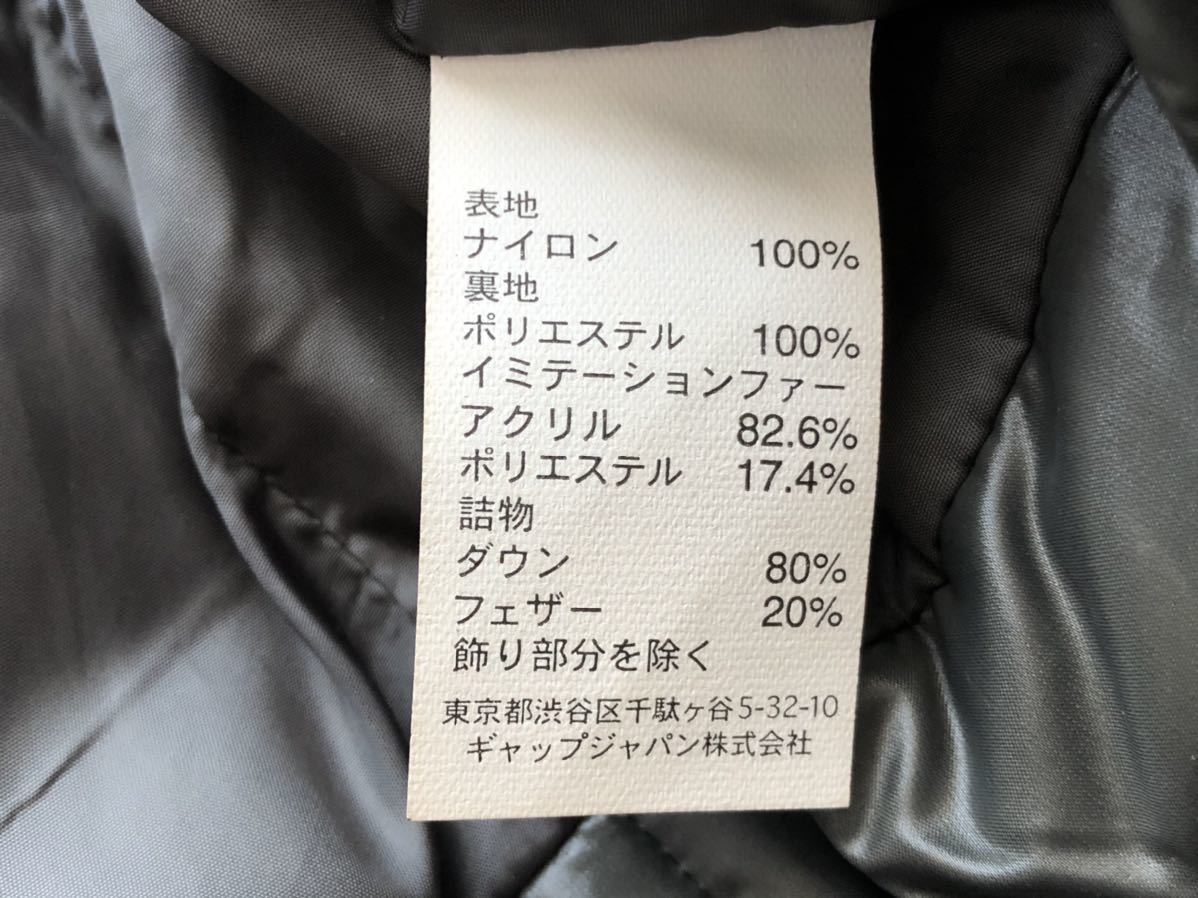 表地
ナイロン 100%
裏地
ポリエステル 100%
イミテーションファー
アクリル 82.6%
ポリエステル 17.4%
詰物
ダウン 80%
フェザー 20%
飾り部分を除く
東京都渋谷区千駄ヶ谷5-32-10
ギャップジャパン株式会社